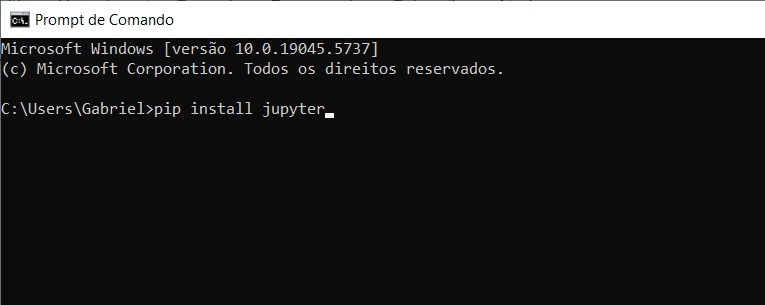 Prompt de Comando
Microsoft Windows [versão 10.0.19045.5737]
(c) Microsoft Corporation. Todos os direitos reservados.
C:\Users\Gabriel>pip install jupyter